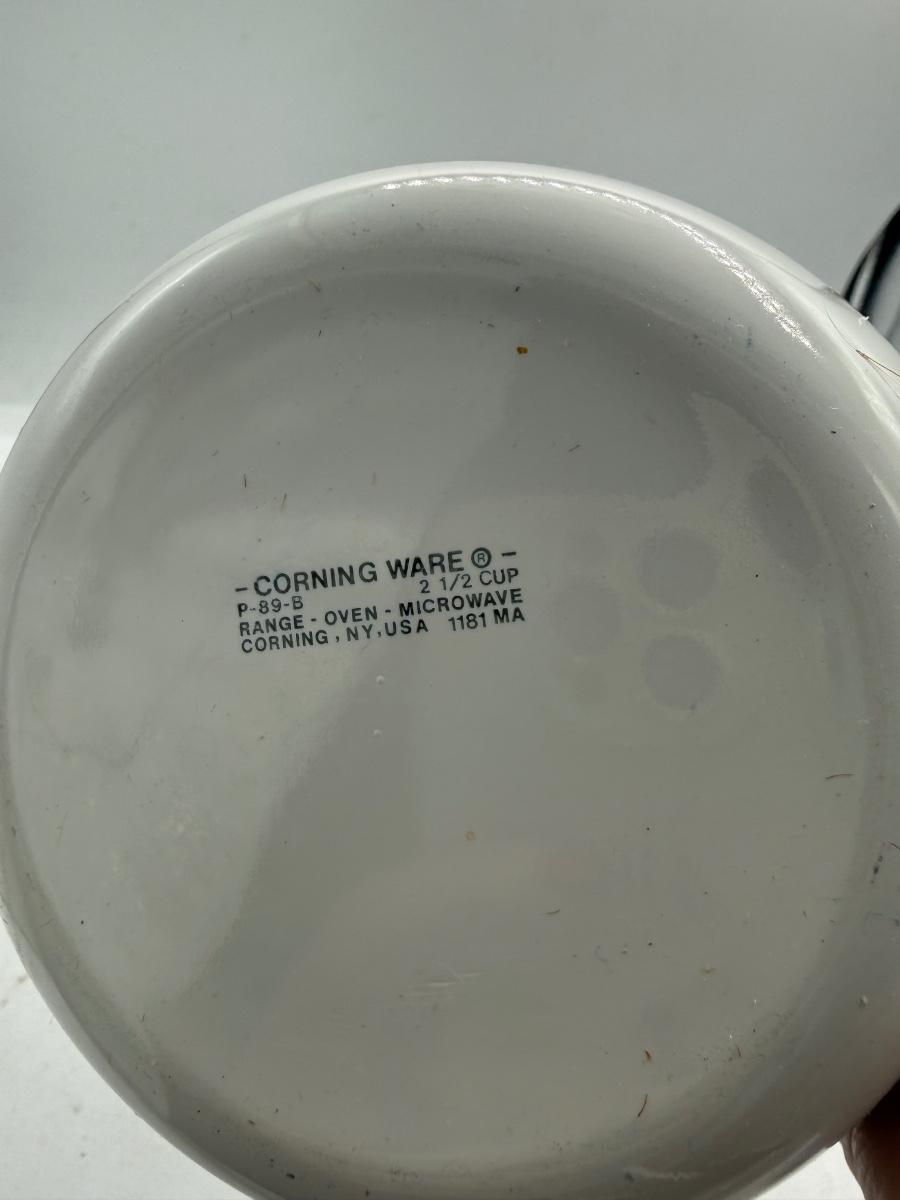 - CORNING WARE ® -
P-89-B 2 1/2 CUP
RANGE - OVEN - MICROWAVE
CORNING, NY, USA 1181 MA